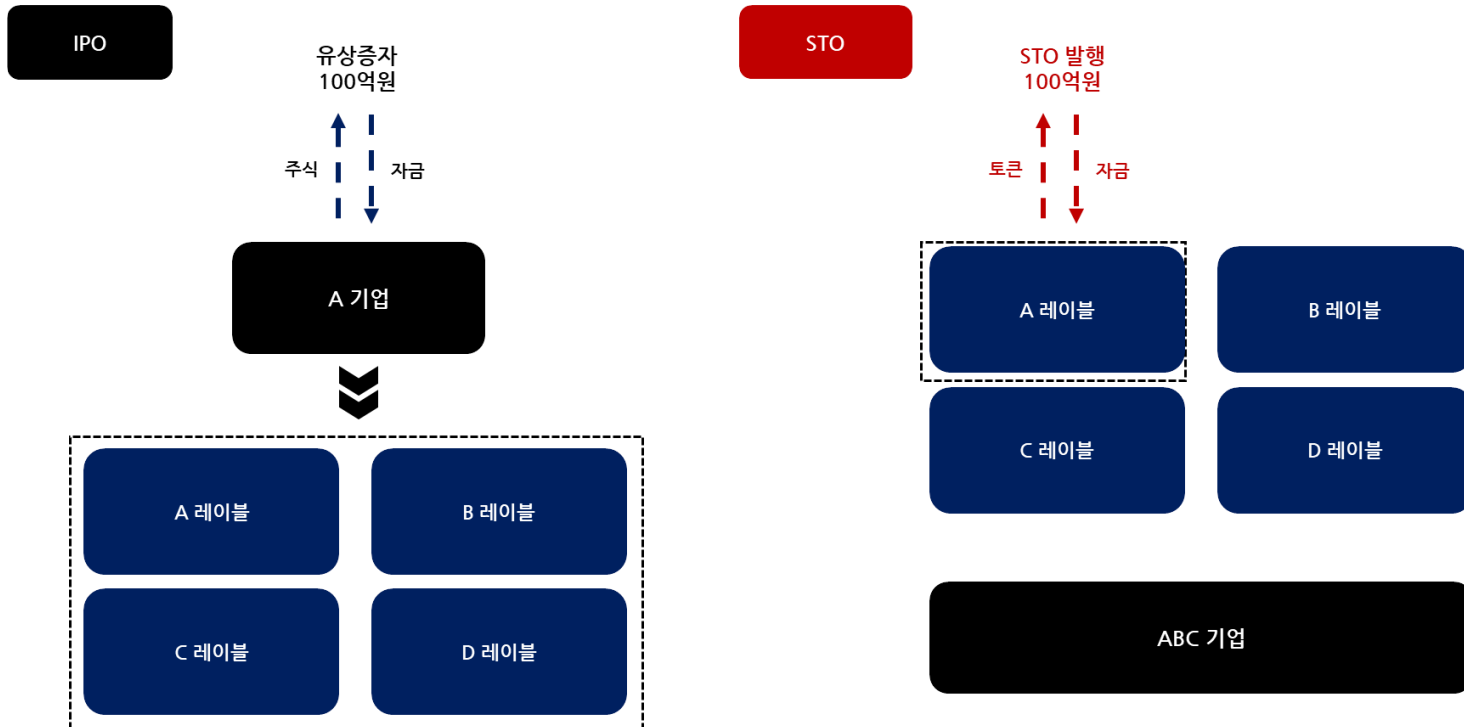 IPO
유상증자
100억원
주식
자금
A 기업
A 레이블
B 레이블
C 레이블
D 레이블
STO
STO 발행
100억원
토큰
자금
A 레이블
B 레이블
C 레이블
D 레이블
ABC 기업